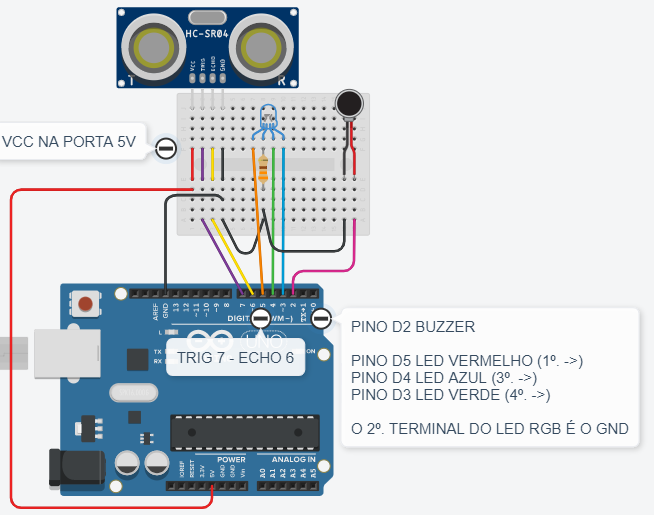 HC-SR04
VCC
TRIG
ECHO
GND
T
R
VCC NA PORTA 5V
AREF
GND
13
12
~11
~10
~9
8
7
~6
~5
4
~3
2
TX→1
DIGITAL (PWM~)
L
TX
RX
UNO
ON
TRIG 7 - ECHO 6
PINO D2 BUZZER
PINO D5 LED VERMELHO (1º. ->)
PINO D4 LED AZUL (3º. ->)
PINO D3 LED VERDE (4º. ->)
O 2º. TERMINAL DO LED RGB É O GND
POWER
ANALOG IN
IOREF
RESET
3.3V
5V
GND
GND
Vin
A0
A1
A2
A3
A4
A5